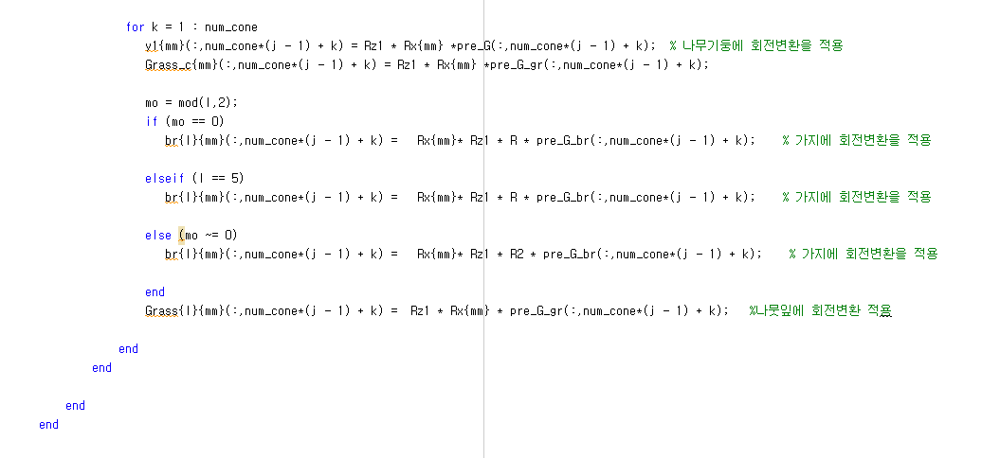 for k = 1 : num_cone
y1{mm}(:,num_cone*(j - 1) + k) = Rz1 * Rx{mm} *pre_G(:,num_cone*(j - 1) + k);  % 나무기둥에 회전변환을 적용
Grass_c{mm}(:,num_cone*(j - 1) + k) = Rz1 * Rx{mm} *pre_G_gr(:,num_cone*(j - 1) + k);
mo = mod(l,2);
if (mo == 0)
br{l}{mm}(:,num_cone*(j - 1) + k) =   Rx{mm}* Rz1 * R * pre_G_br(:,num_cone*(j - 1) + k);    % 가지에 회전변환을 적용
elseif (l == 5)
br{l}{mm}(:,num_cone*(j - 1) + k) =   Rx{mm}* Rz1 * R * pre_G_br(:,num_cone*(j - 1) + k);    % 가지에 회전변환을 적용
else (mo ~= 0)
br{l}{mm}(:,num_cone*(j - 1) + k) =   Rx{mm}* Rz1 * R2 * pre_G_br(:,num_cone*(j - 1) + k);    % 가지에 회전변환을 적용
end
Grass{l}{mm}(:,num_cone*(j - 1) + k) =  Rz1 * Rx{mm} * pre_G_gr(:,num_cone*(j - 1) + k);   %나뭇잎에 회전변환 적용
end
end
end
end